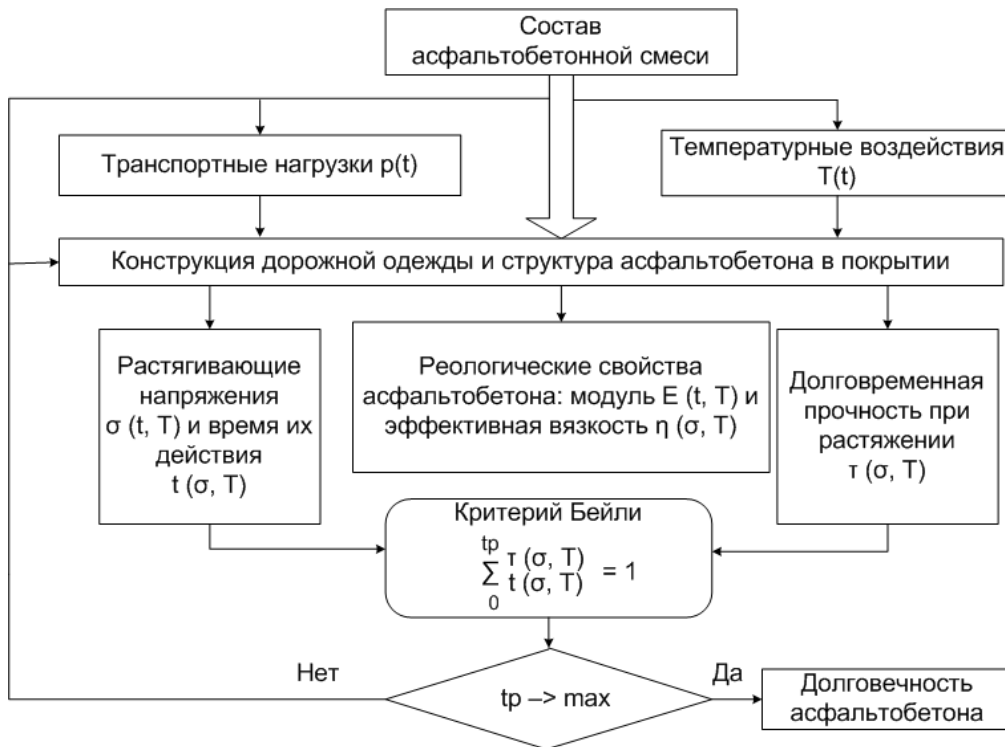 Состав
асфальтобетонной смеси
Транспортные нагрузки p(t)
Температурные воздействия
T(t)
Конструкция дорожной одежды и структура асфальтобетона в покрытии
Растягивающие
напряжения
σ (t, T) и время их
действия
t (σ, T)
Реологические свойства
асфальтобетона: модуль E (t, T) и
эффективная вязкость η (σ, T)
Долговременная
прочность при
растяжении
τ (σ, T)
Критерий Бейли
tp
∑ τ (σ, T)
t (σ, T) = 1
0
Нет
tp –> max
Да
Долговечность
асфальтобетона